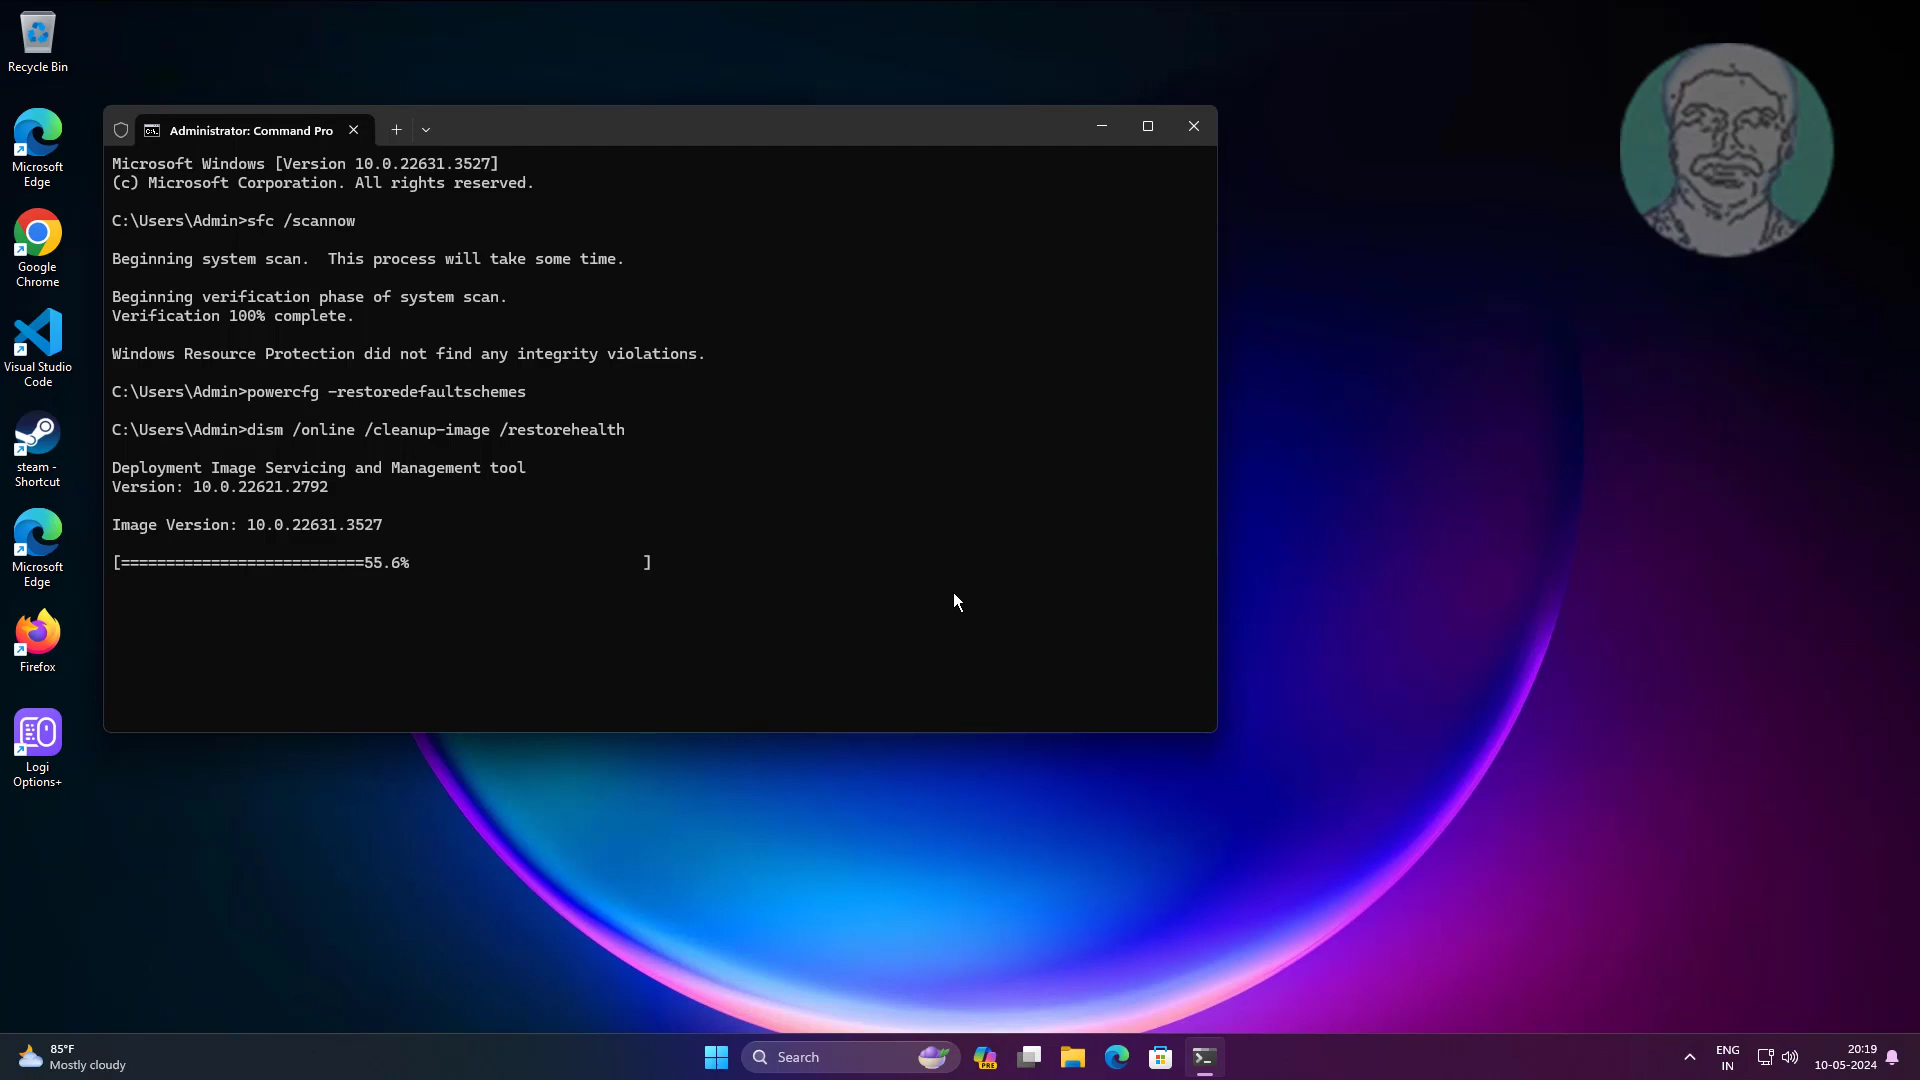 Recycle Bin
Microsoft
Edge
Google
Chrome
Visual Studio
Code
steam -
Shortcut
Microsoft
Edge
Firefox
Logi
Options+
Administrator: Command Pro
Microsoft Windows [Version 10.0.22631.3527]
(c) Microsoft Corporation. All rights reserved.
C:\Users\Admin>sfc /scannow
Beginning system scan.  This process will take some time.
Beginning verification phase of system scan.
Verification 100% complete.
Windows Resource Protection did not find any integrity violations.
C:\Users\Admin>powercfg -restoredefaultschemes
C:\Users\Admin>dism /online /cleanup-image /restorehealth
Deployment Image Servicing and Management tool
Version: 10.0.22621.2792
Image Version: 10.0.22631.3527
[===========================55.6%                          ]
85°F
Mostly cloudy
Search
PRE
ENG
IN
20:19
10-05-2024